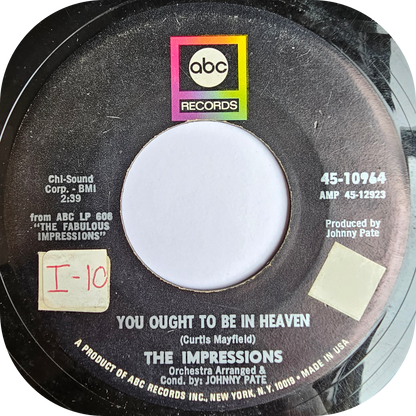 abc
RECORDS
Chi-Sound
Corp. - BMI
2:39
from ABC LP 606
"THE FABULOUS
IMPRESSIONS"
45-10964
AMP 45-12923
Produced by
Johnny Pate
I-10
YOU OUGHT TO BE IN HEAVEN
(Curtis Mayfield)
THE IMPRESSIONS
Orchestra Arranged &
Cond. by: JOHNNY PATE
A PRODUCT OF ABC RECORDS INC., NEW YORK, N.Y. 10019 • MADE IN USA